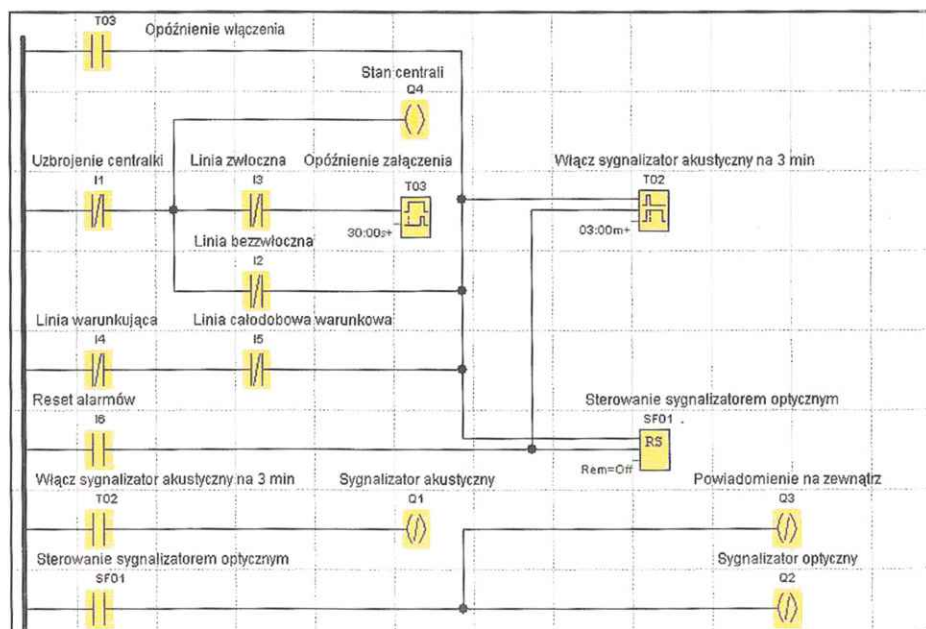 T03 Opóźnienie włączenia
Stan centrali
Q4
Uzbrojenie centralki Linia zwłoczna Opóźnienie załączenia Włącz sygnalizator akustyczny na 3 min
I1 I3 T03 T02
30:00s+ 03:00m+
Linia bezzwłoczna
I2
Linia warunkująca Linia całodobowa warunkowa
I4 I5
Reset alarmów Sterowanie sygnalizatorem optycznym
I6 SF01
RS
Rem=Off
Włącz sygnalizator akustyczny na 3 min Sygnalizator akustyczny Powiadomienie na zewnątrz
T02 Q1 Q3
Sterowanie sygnalizatorem optycznym Sygnalizator optyczny
SF01 Q2